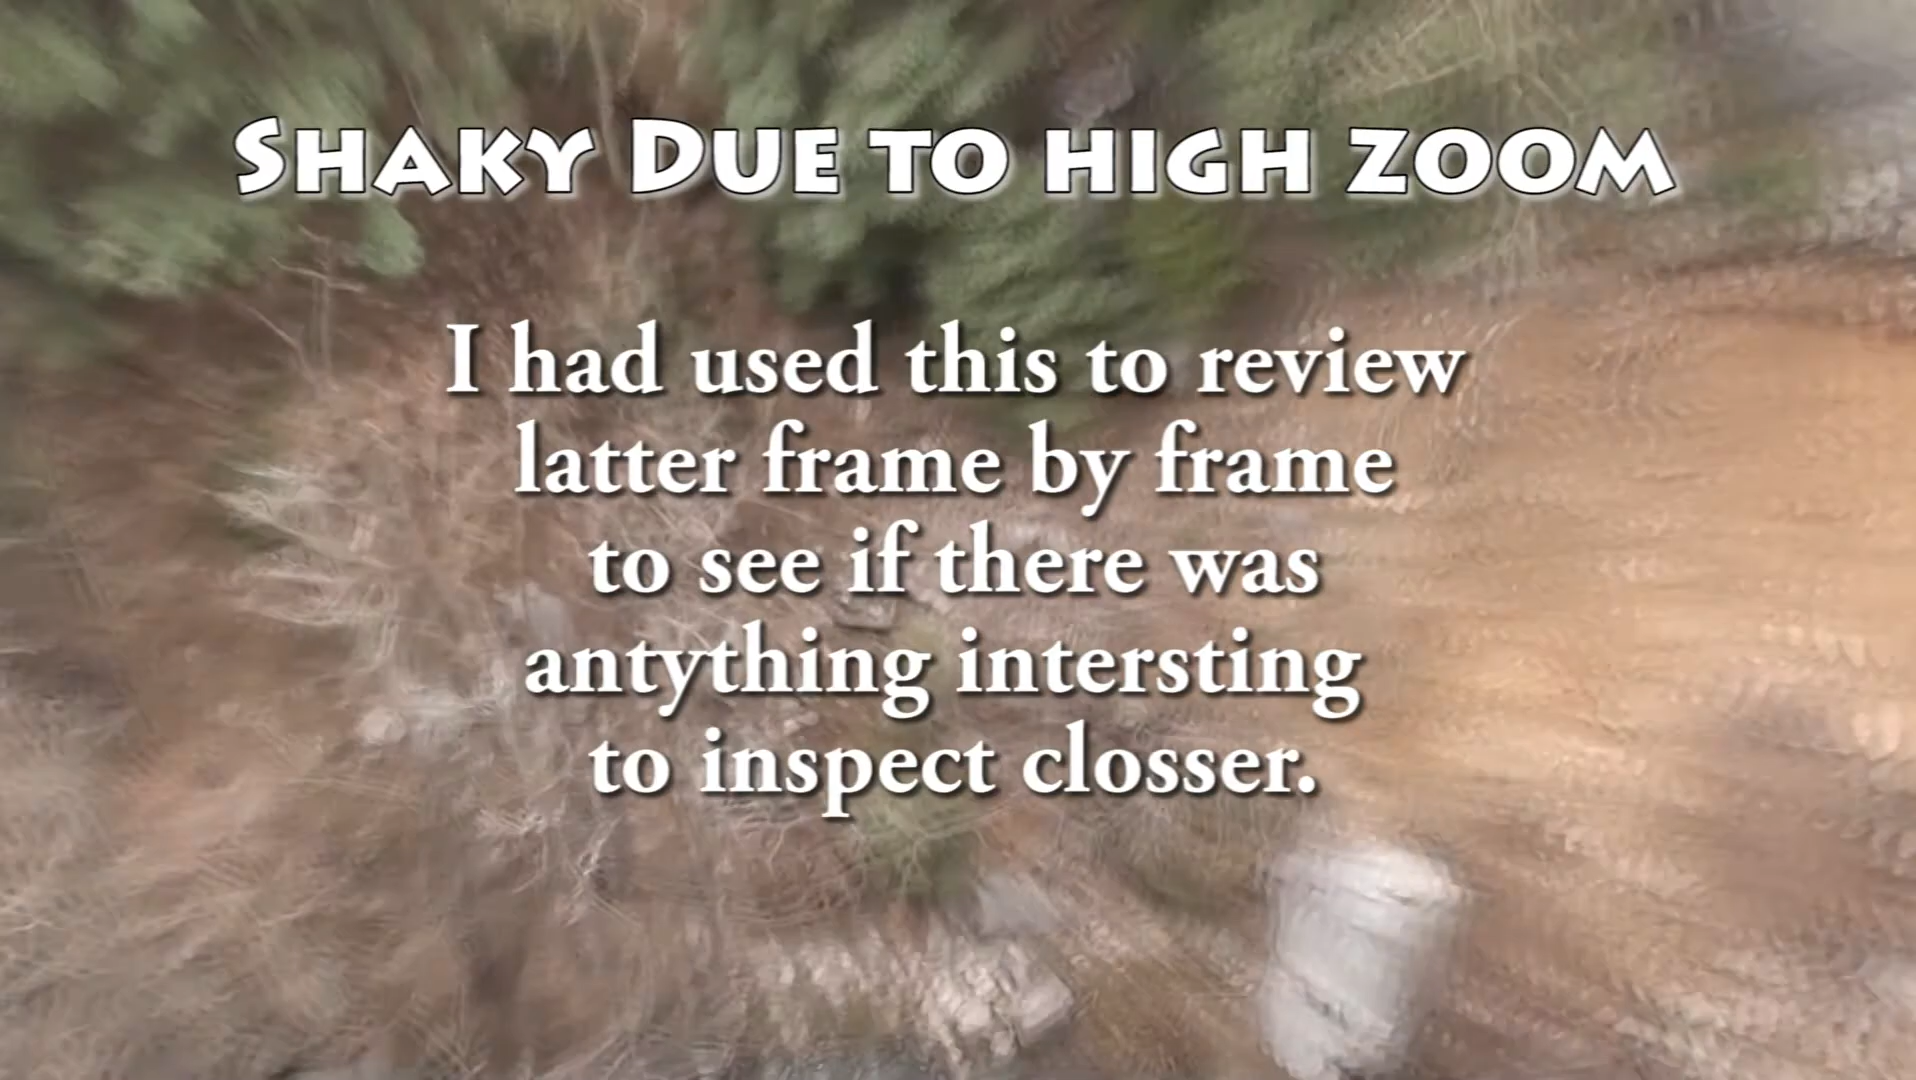 Shaky Due to high zoom
I had used this to review
latter frame by frame
to see if there was
antything intersting
to inspect closser.